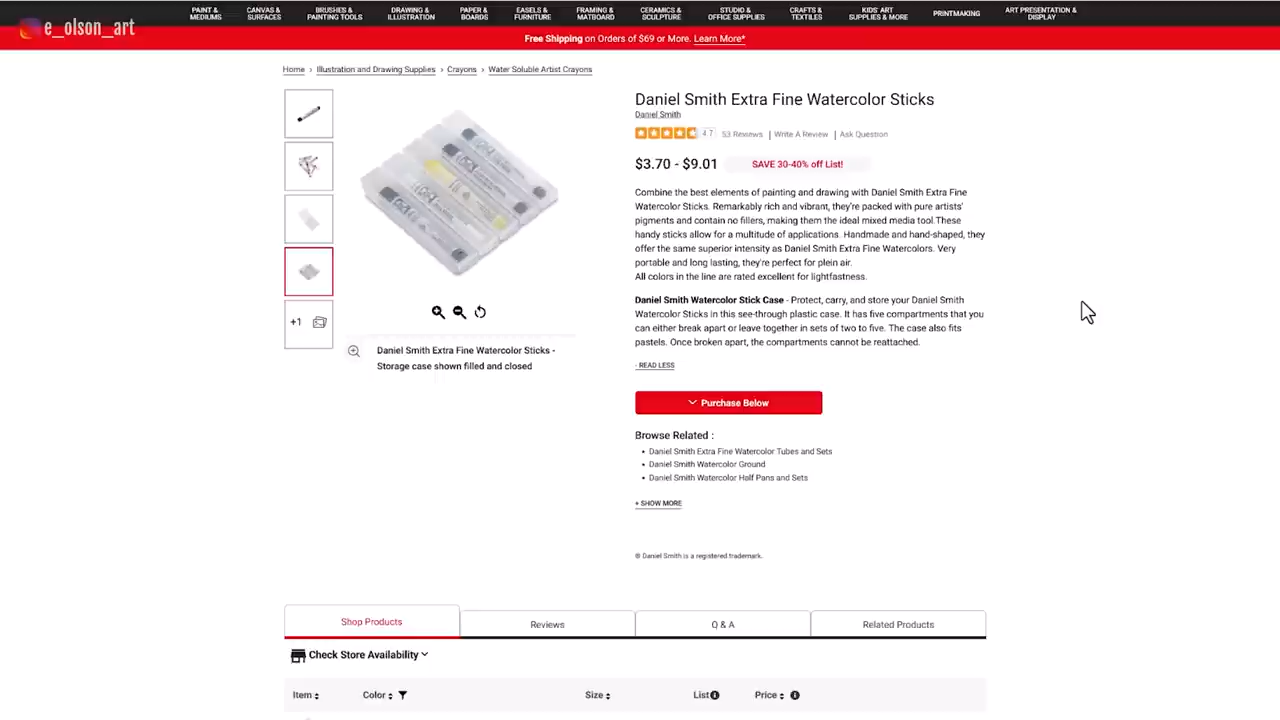 PAINT & MEDIUMS
CANVAS & SURFACES
BRUSHES & PAINTING TOOLS
DRAWING & ILLUSTRATION
PAPER & BOARDS
EASELS & FURNITURE
FRAMING & MATBOARD
CERAMICS & SCULPTURE
STUDIO & OFFICE SUPPLIES
CRAFTS & TEXTILES
KIDS' ART SUPPLIES & MORE
PRINTMAKING
ART PRESENTATION & DISPLAY
e_olson_art
Free Shipping on Orders of $69 or More. Learn More*
Home › Illustration and Drawing Supplies › Crayons › Water Soluble Artist Crayons
Daniel Smith Extra Fine Watercolor Sticks
Daniel Smith
4.7 53 Reviews | Write A Review | Ask Question
$3.70 - $9.01 SAVE 30-40% off List!
Combine the best elements of painting and drawing with Daniel Smith Extra Fine
Watercolor Sticks. Remarkably rich and vibrant, they're packed with pure artists'
pigments and contain no fillers, making them the ideal mixed media tool.These
handy sticks allow for a multitude of applications. Handmade and hand-shaped, they
offer the same superior intensity as Daniel Smith Extra Fine Watercolors. Very
portable and long lasting, they're perfect for plein air.
All colors in the line are rated excellent for lightfastness.
Daniel Smith Watercolor Stick Case - Protect, carry, and store your Daniel Smith
Watercolor Sticks in this see-through plastic case. It has five compartments that you
can either break apart or leave together in sets of two to five. The case also fits
pastels. Once broken apart, the compartments cannot be reattached.
- READ LESS
+1
Daniel Smith Extra Fine Watercolor Sticks -
Storage case shown filled and closed
Purchase Below
Browse Related :
• Daniel Smith Extra Fine Watercolor Tubes and Sets
• Daniel Smith Watercolor Ground
• Daniel Smith Watercolor Half Pans and Sets
+ SHOW MORE
® Daniel Smith is a registered trademark.
Shop Products
Reviews
Q & A
Related Products
Check Store Availability
Item Color Size List Price